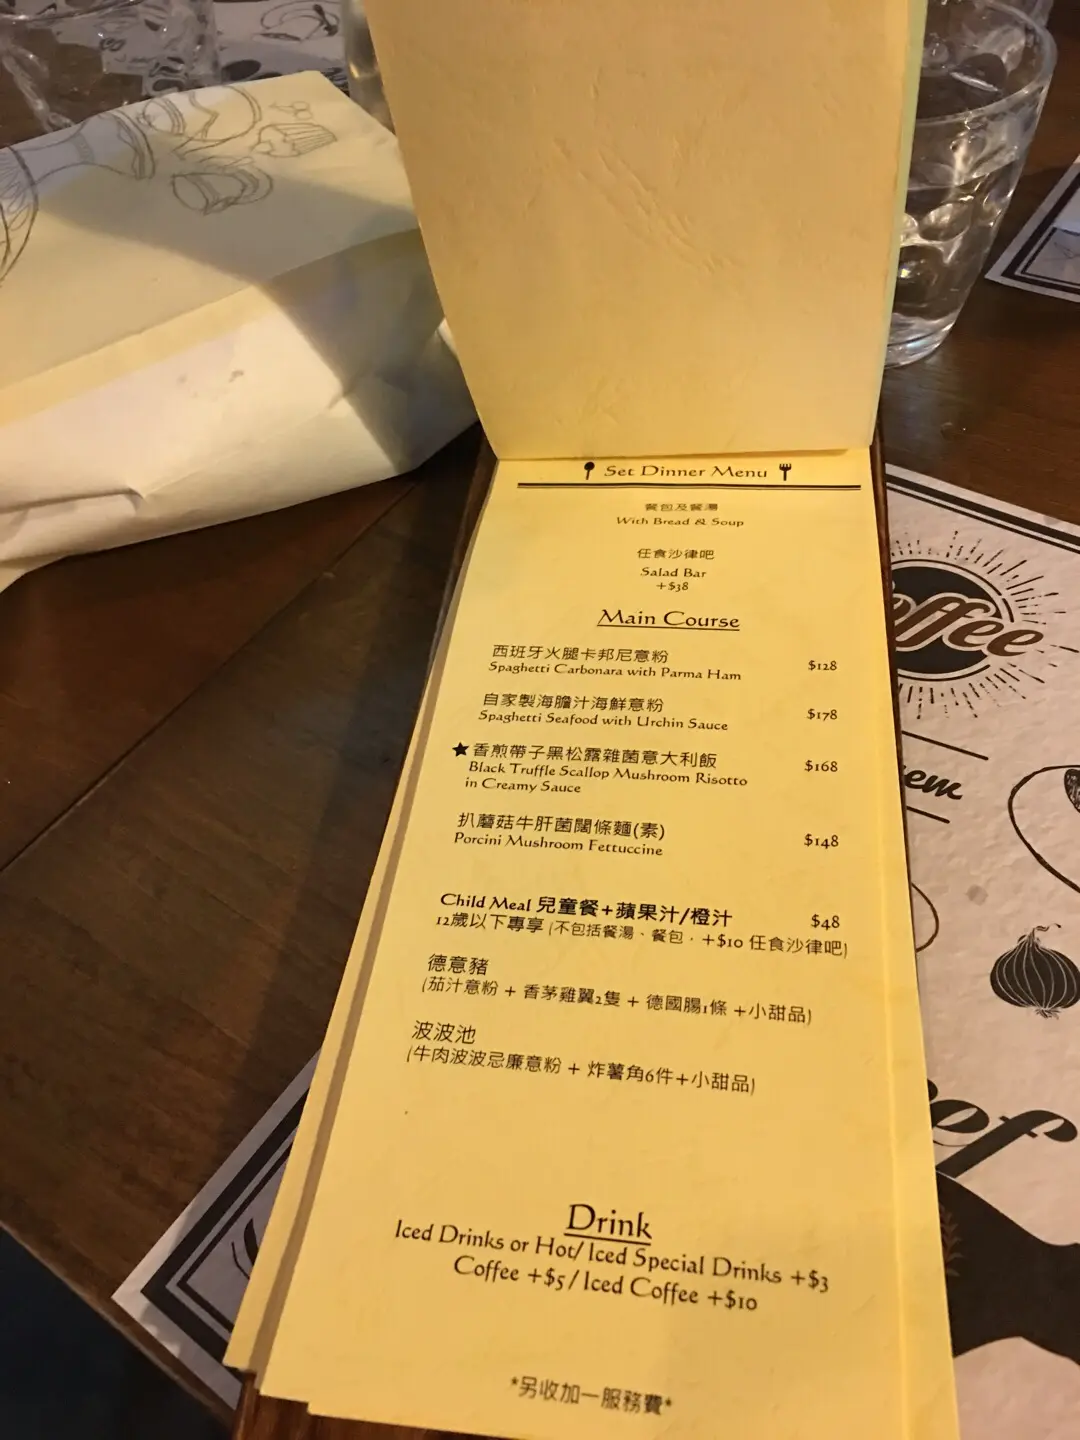 Set Dinner Menu
餐包及餐湯
With Bread & Soup
任食沙律吧
Salad Bar
+$38
Main Course
西班牙火腿卡邦尼意粉
Spaghetti Carbonara with Parma Ham $128
自家製海膽汁海鮮意粉
Spaghetti Seafood with Urchin Sauce $178
★香煎帶子黑松露雜菌意大利飯
Black Truffle Scallop Mushroom Risotto $168
in Creamy Sauce
扒蘑菇牛肝菌闊條麵(素)
Porcini Mushroom Fettuccine $148
Child Meal 兒童餐+蘋果汁/橙汁 $48
12歲以下專享 (不包括餐湯、餐包，+$10 任食沙律吧)
德意豬
(茄汁意粉 + 香茅雞翼2隻 + 德國腸1條 +小甜品)
波波池
(牛肉波波忌廉意粉 + 炸薯角6件+小甜品)
Drink
Iced Drinks or Hot/ Iced Special Drinks +$3
Coffee +$5 / Iced Coffee +$10
*另收加一服務費*
offee
em
ef